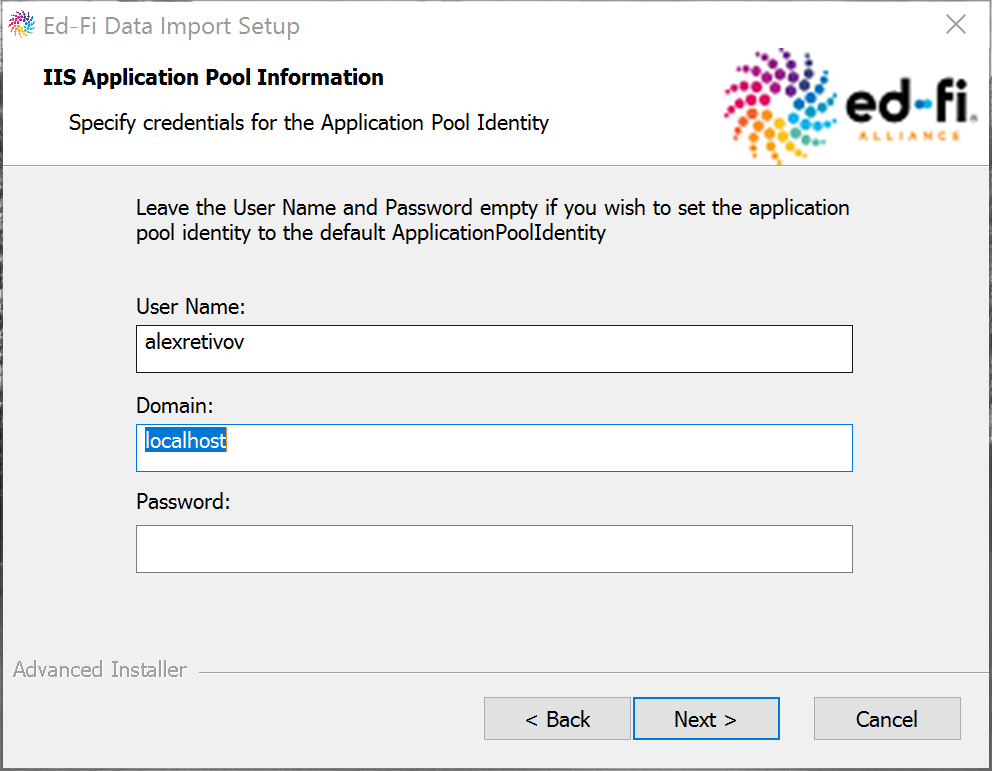 Ed-Fi Data Import Setup
IIS Application Pool Information
Specify credentials for the Application Pool Identity
ed-fi®
ALLIANCE
Leave the User Name and Password empty if you wish to set the application
pool identity to the default ApplicationPoolIdentity
User Name:
alexretivov
Domain:
localhost
Password:
Advanced Installer
< Back
Next >
Cancel